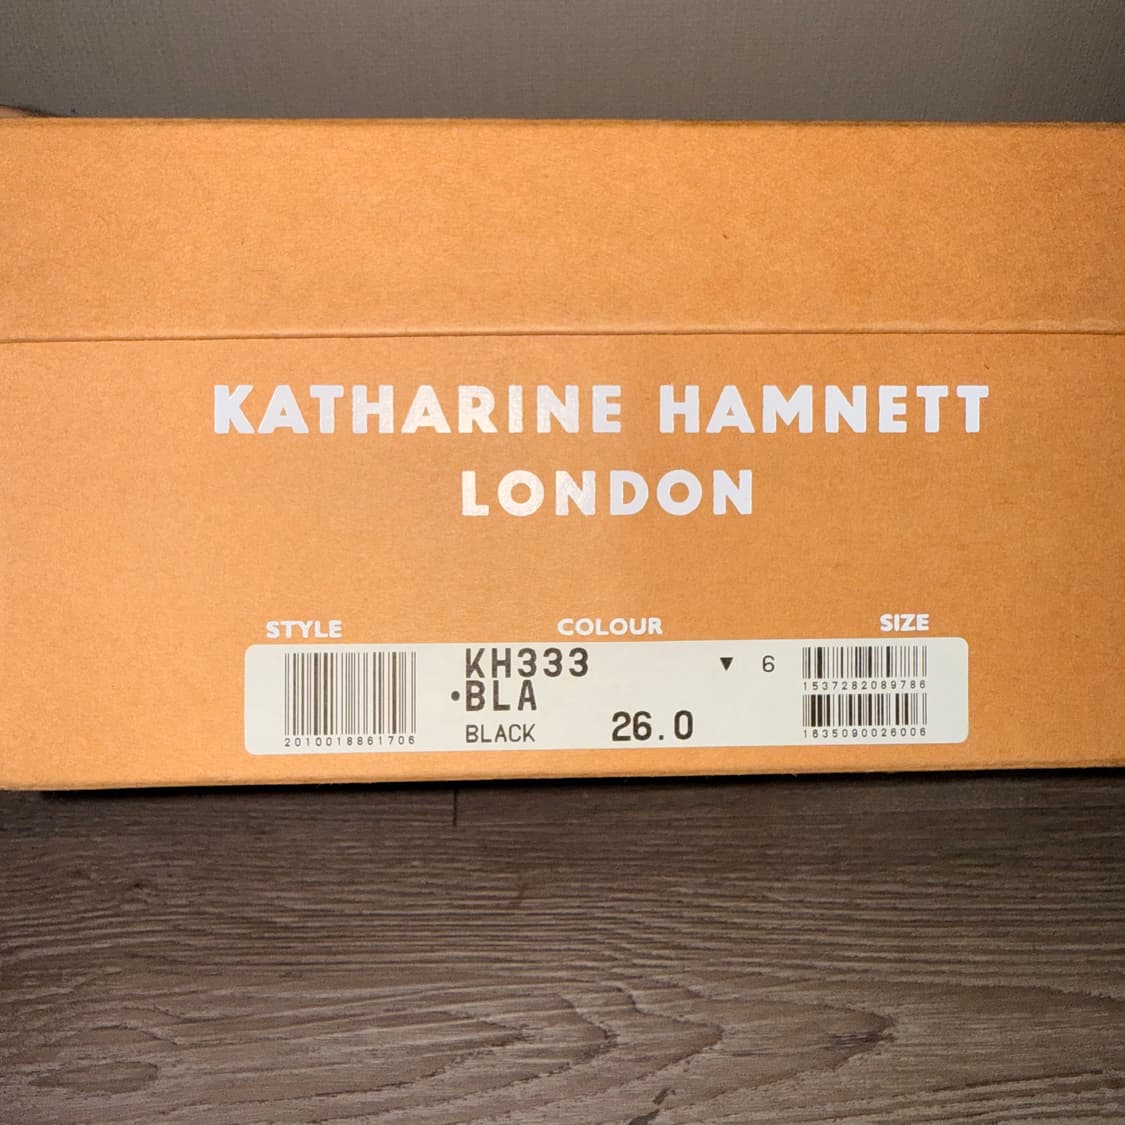 KATHARINE HAMNETT
LONDON
STYLE COLOUR SIZE
KH333 ▼ 6
•BLA
BLACK 26.0
2010018861706
1537282089786
1635090026006